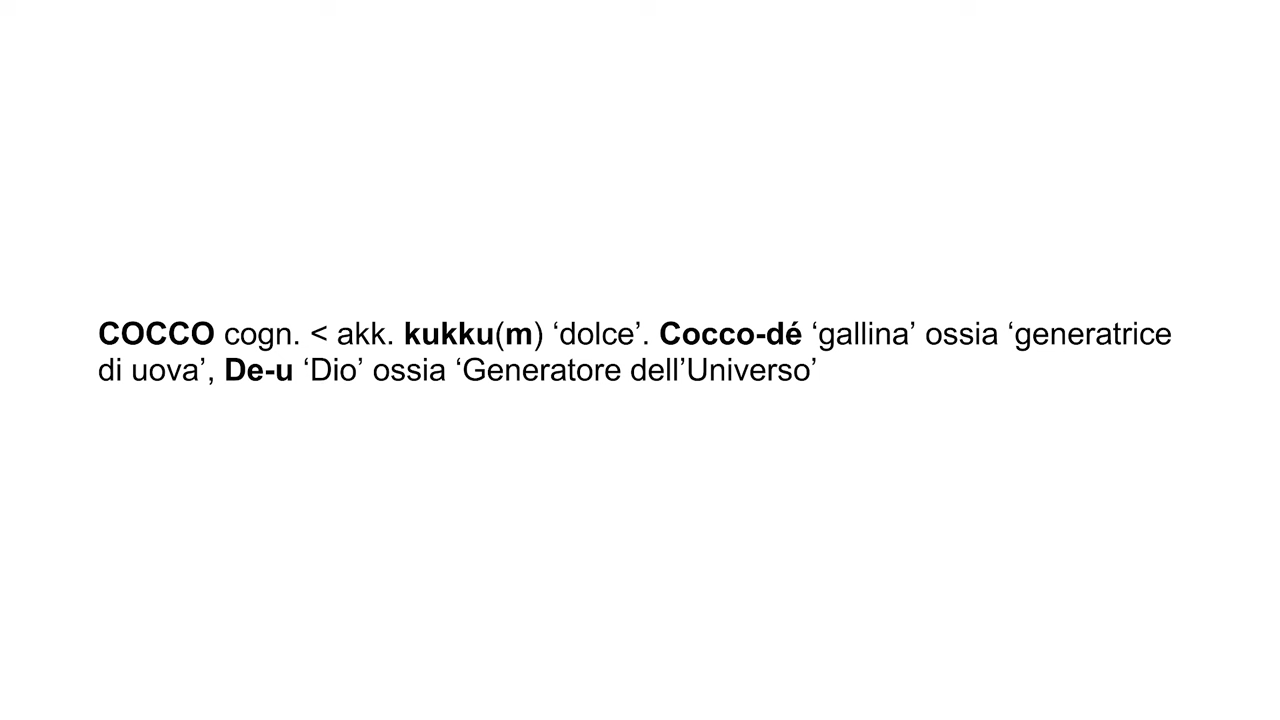 COCCO cogn. < akk. kukku(m) ‘dolce’. Cocco-dé ‘gallina’ ossia ‘generatrice
di uova’, De-u ‘Dio’ ossia ‘Generatore dell’Universo’